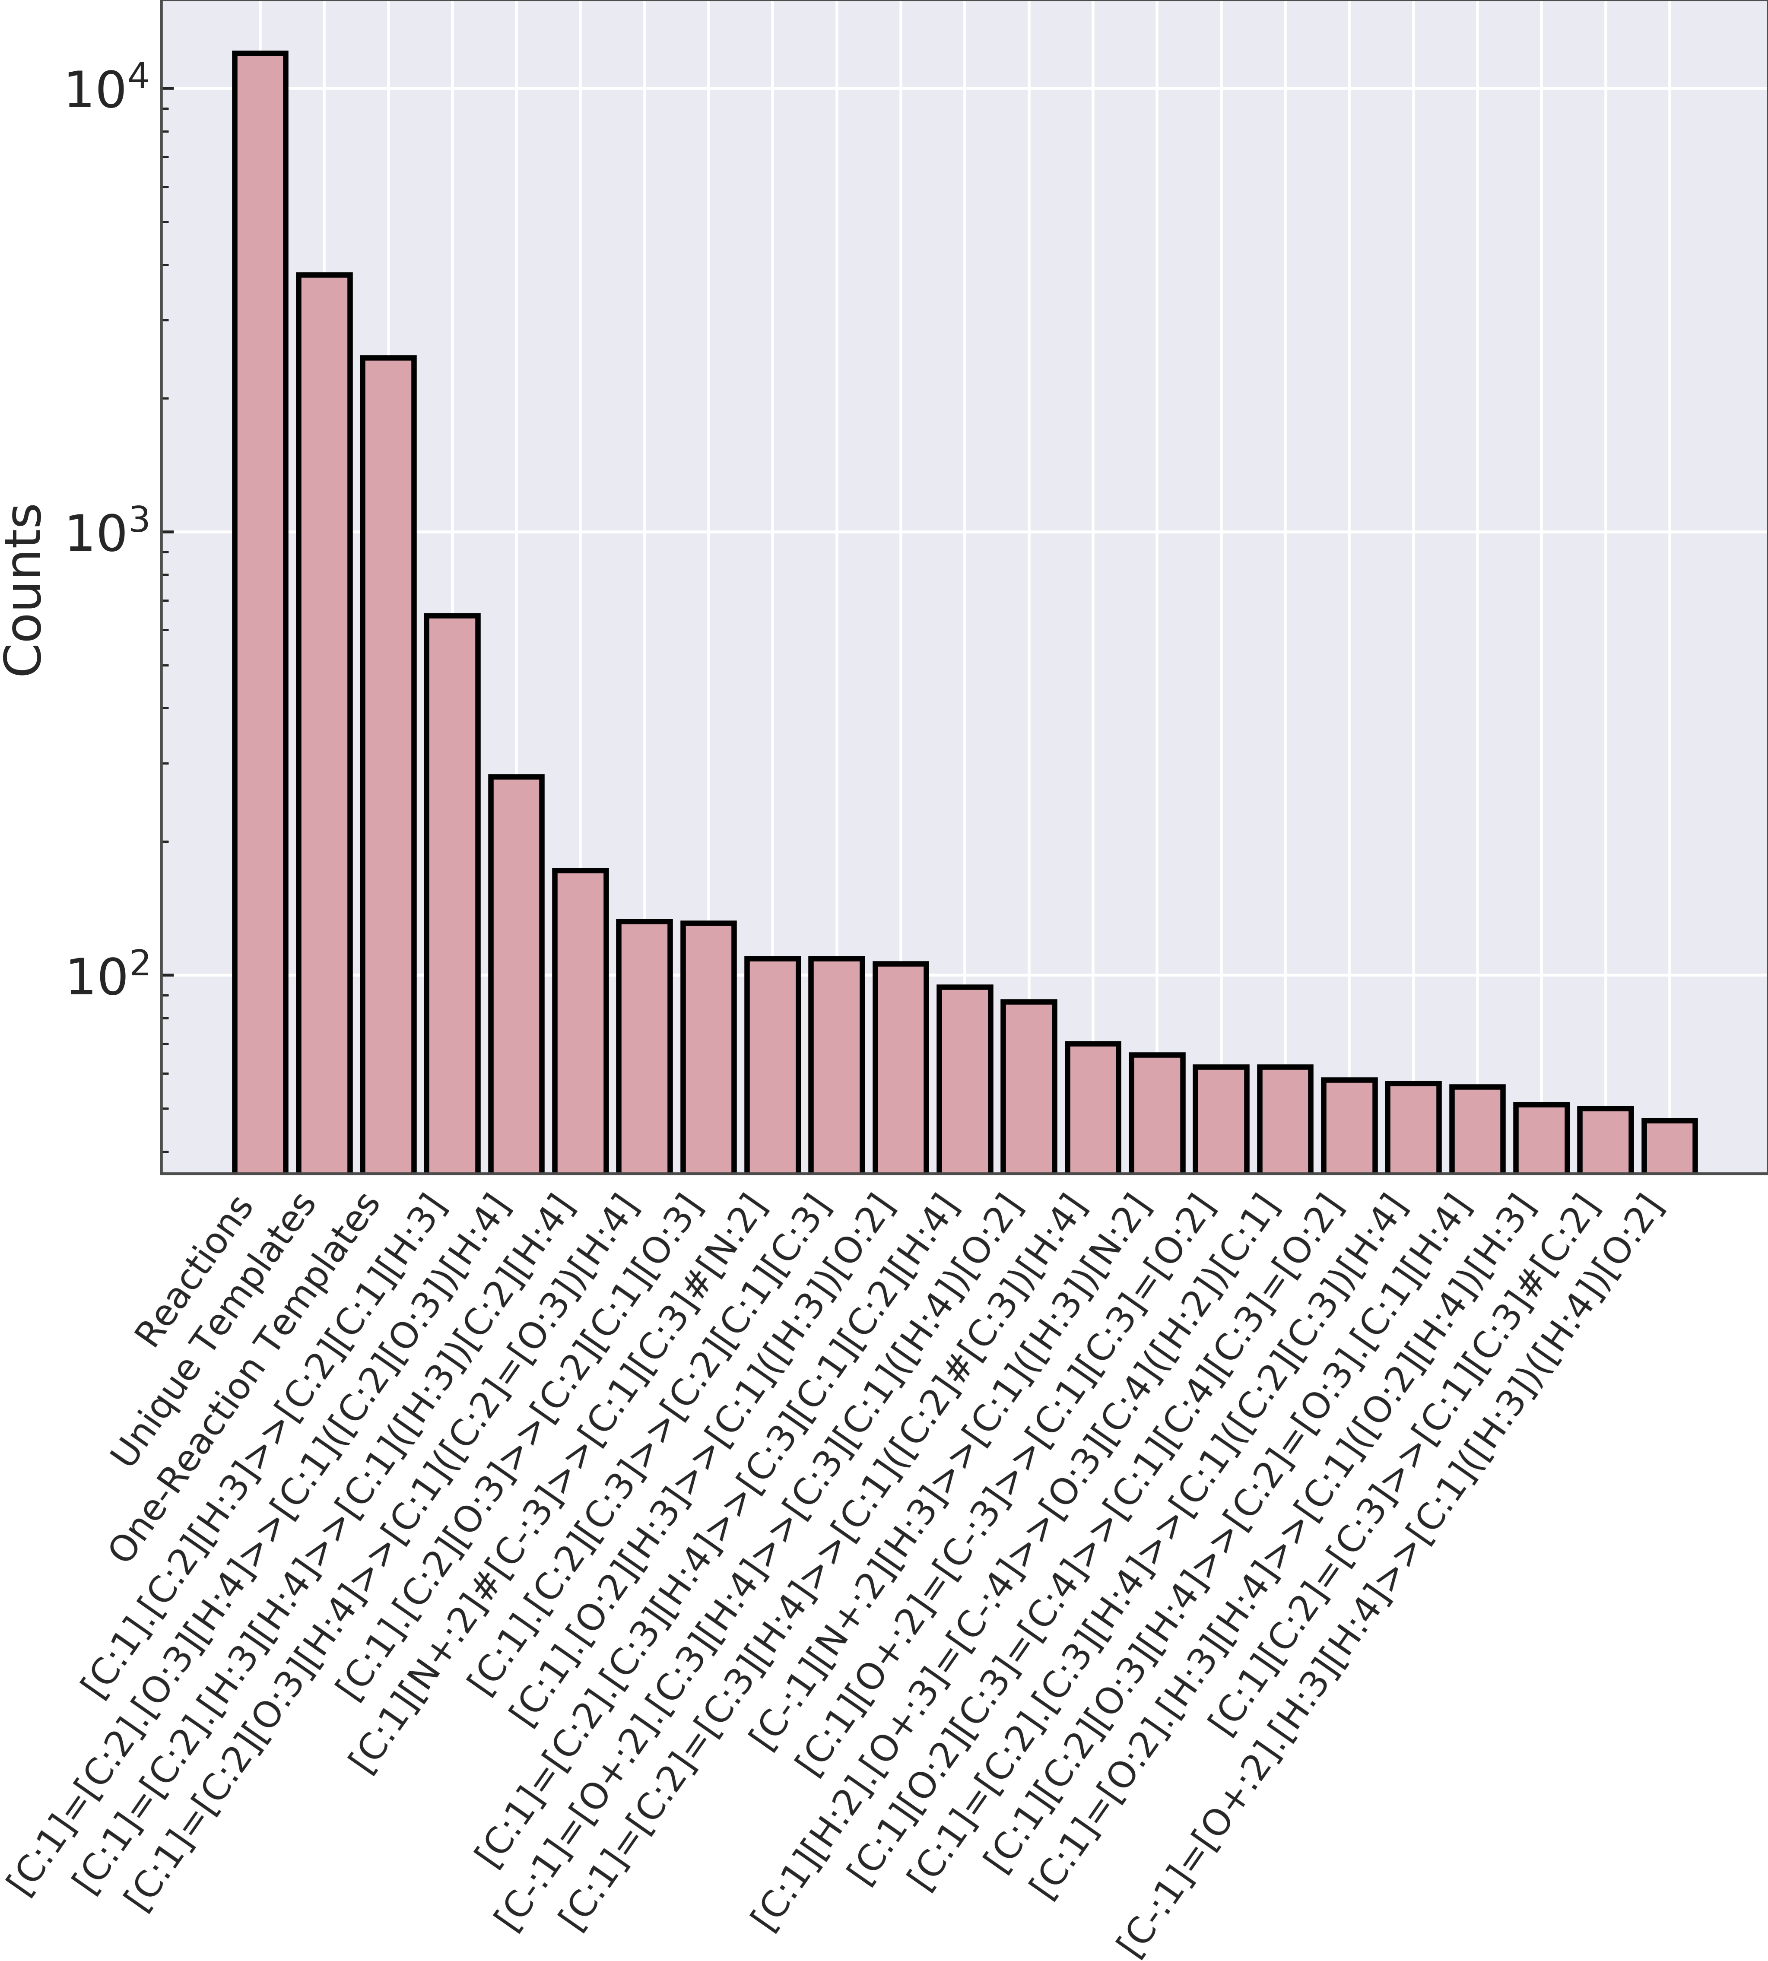 Counts
10⁴
10³
10²
Reactions
Unique Templates
One-Reaction Templates
[C:1].[C:2][H:3]>>[C:2][C:1][H:3]
[C:1]=[C:2].[O:3][H:4]>>[C:1]([C:2][O:3])[H:4]
[C:1]=[C:2].[H:3][H:4]>>[C:1]([H:3])[C:2][H:4]
[C:1]=[C:2][O:3][H:4]>>[C:1]([C:2]=[O:3])[H:4]
[C:1].[C:2][O:3]>>[C:2][C:1][O:3]
[C:1][N+:2]#[C-:3]>>[C:1][C:3]#[N:2]
[C:1].[C:2][C:3]>>[C:2][C:1][C:3]
[C:1].[O:2][H:3]>>[C:1]([H:3])[O:2]
[C:1]=[C:2].[C:3][H:4]>>[C:3][C:1][C:2][H:4]
[C-:1]=[O+:2].[C:3][H:4]>>[C:3][C:1]([H:4])[O:2]
[C:1]=[C:2]=[C:3][H:4]>>[C:1]([C:2]#[C:3])[H:4]
[C-:1][N+:2][H:3]>>[C:1]([H:3])[N:2]
[C:1][O+:2]=[C-:3]>>[C:1][C:3]=[O:2]
[C:1][H:2].[O+:3]=[C-:4]>>[O:3][C:4]([H:2])[C:1]
[C:1][O:2][C:3]=[C:4]>>[C:1][C:4][C:3]=[O:2]
[C:1]=[C:2].[C:3][H:4]>>[C:1]([C:2][C:3])[H:4]
[C:1][C:2][O:3][H:4]>>[C:2]=[O:3].[C:1][H:4]
[C:1]=[O:2].[H:3][H:4]>>[C:1]([O:2][H:4])[H:3]
[C:1][C:2]=[C:3]>>[C:1][C:3]#[C:2]
[C-:1]=[O+:2].[H:3][H:4]>>[C:1]([H:3])([H:4])[O:2]